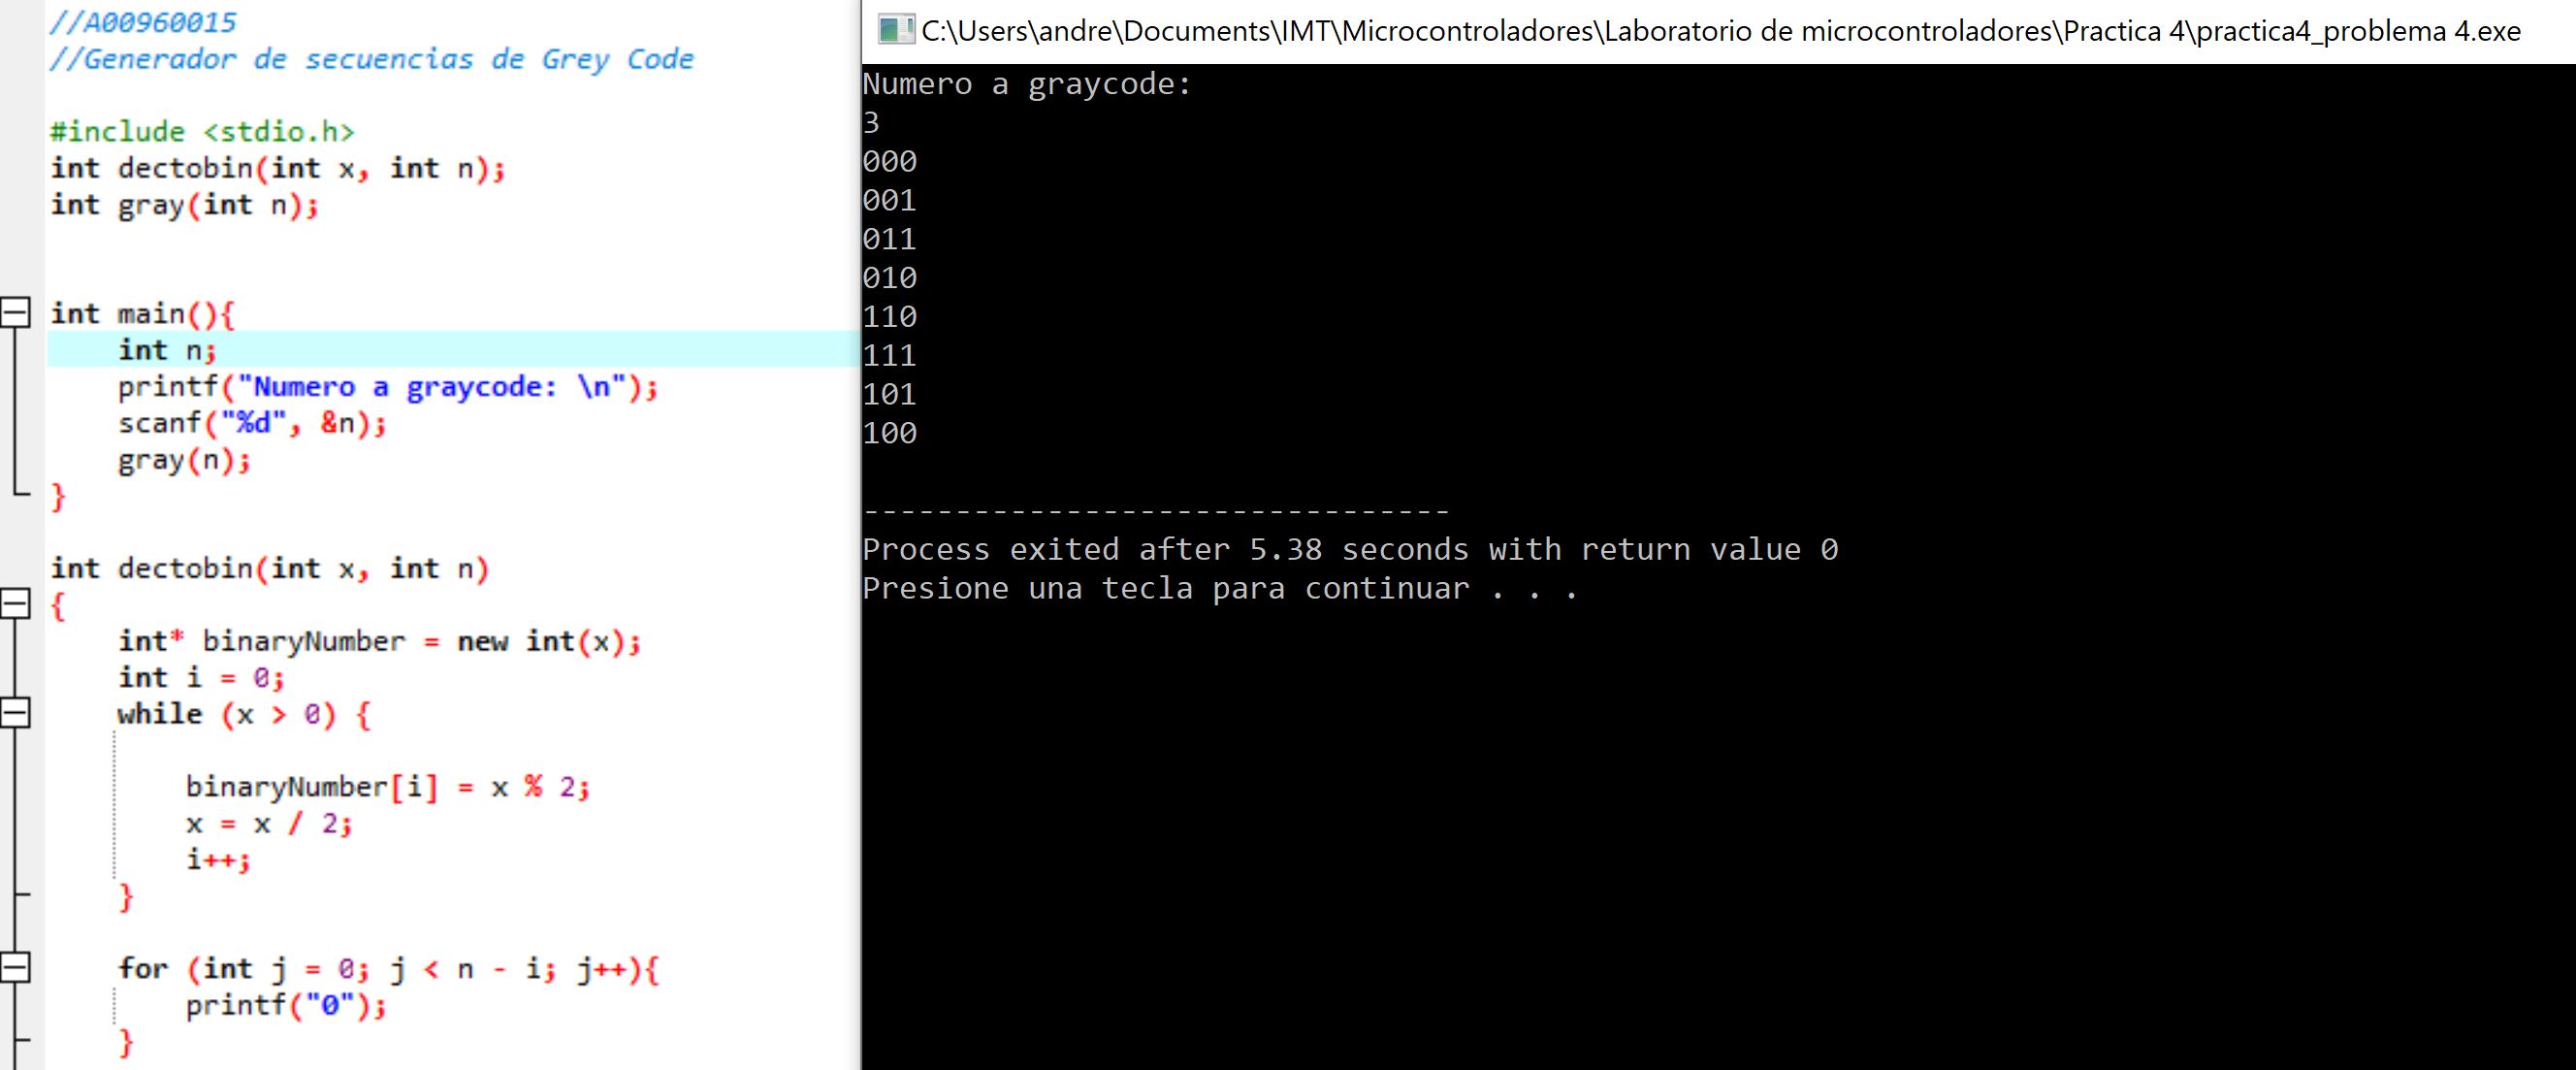 //A00960015
//Generador de secuencias de Grey Code
#include <stdio.h>
int dectobin(int x, int n);
int gray(int n);
int main(){
int n;
printf("Numero a graycode: \n");
scanf("%d", &n);
gray(n);
}
int dectobin(int x, int n)
{
int* binaryNumber = new int(x);
int i = 0;
while (x > 0) {
binaryNumber[i] = x % 2;
x = x / 2;
i++;
}
for (int j = 0; j < n - i; j++){
printf("0");
}
C:\Users\andre\Documents\IMT\Microcontroladores\Laboratorio de microcontroladores\Practica 4\practica4_problema 4.exe
Numero a graycode:
3
000
001
011
010
110
111
101
100
--------------------------------
Process exited after 5.38 seconds with return value 0
Presione una tecla para continuar . . .